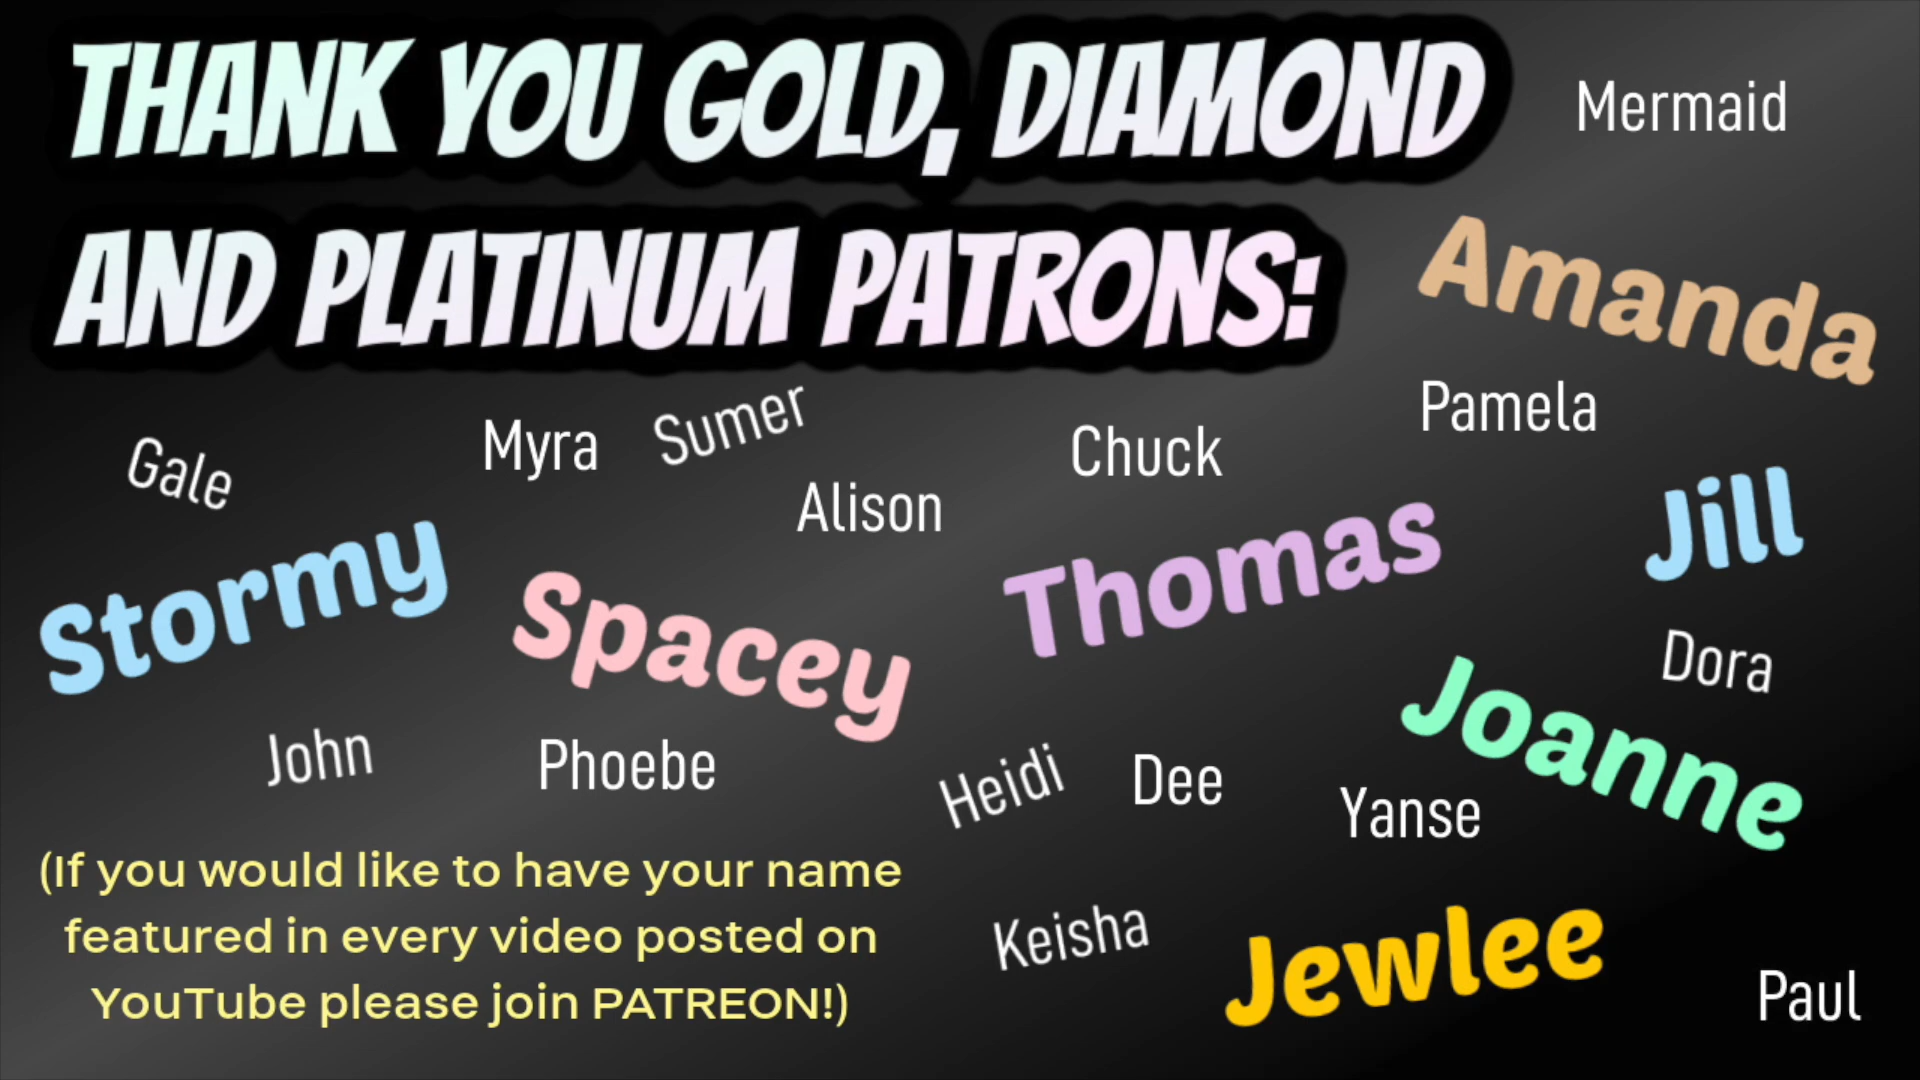 THANK YOU GOLD, DIAMOND
AND PLATINUM PATRONS:
Mermaid
Amanda
Pamela
Gale
Myra
Sumer
Alison
Chuck
Jill
Stormy
Spacey
Thomas
Dora
Joanne
John
Phoebe
Heidi
Dee
Yanse
(If you would like to have your name
featured in every video posted on
YouTube please join PATREON!)
Keisha
Jewlee
Paul